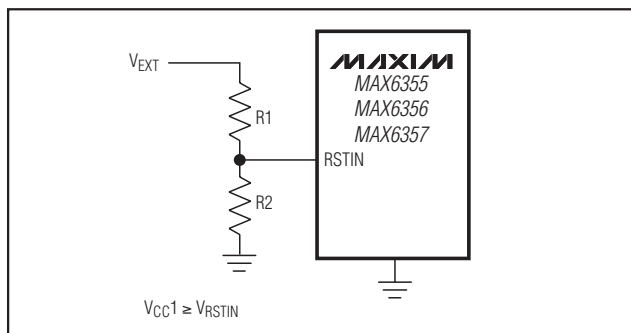 VEXT
R1
R2
MAXIM
MAX6355
MAX6356
MAX6357
RSTIN
VCC1 ≥ VRSTIN